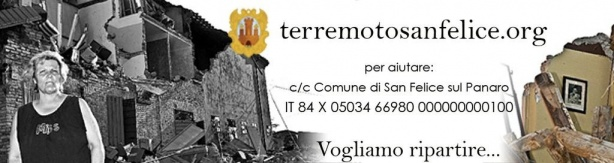 terremotosanfelice.org
per aiutare:
c/c Comune di San Felice sul Panaro
IT 84 X 05034 66980 000000000100
Vogliamo ripartire...